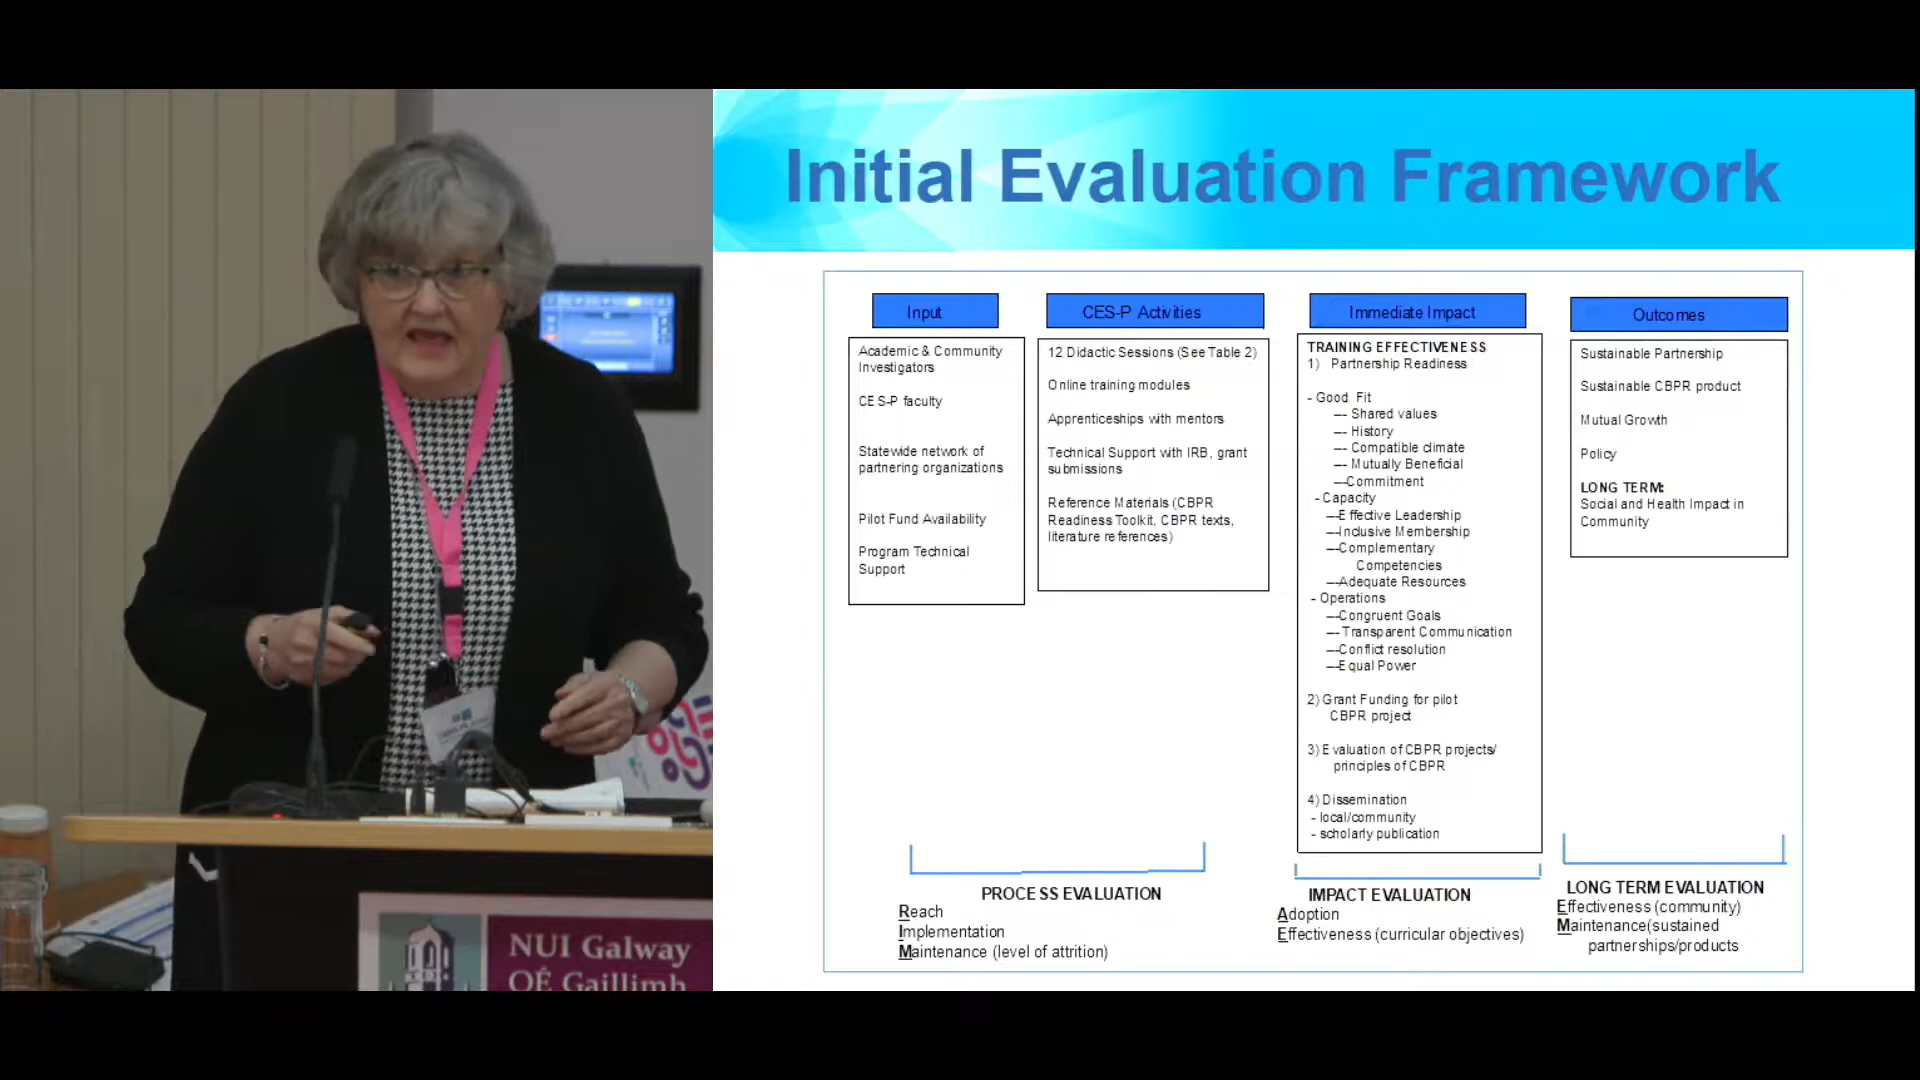 Initial Evaluation Framework
Input
Academic & Community
Investigators
CES-P faculty
Statewide network of
partnering organizations
Pilot Fund Availability
Program Technical
Support
CES-P Activities
12 Didactic Sessions (See Table 2)
Online training modules
Apprenticeships with mentors
Technical Support with IRB, grant
submissions
Reference Materials (CBPR
Readiness Toolkit, CBPR texts,
literature references)
Immediate Impact
TRAINING EFFECTIVENESS
1) Partnership Readiness
- Good Fit
--- Shared values
--- History
--- Compatible climate
--- Mutually Beneficial
---Commitment
- Capacity
---Effective Leadership
---Inclusive Membership
---Complementary
Competencies
---Adequate Resources
- Operations
---Congruent Goals
--- Transparent Communication
---Conflict resolution
---Equal Power
2) Grant Funding for pilot
CBPR project
3) Evaluation of CBPR projects/
principles of CBPR
4) Dissemination
- local/community
- scholarly publication
Outcomes
Sustainable Partnership
Sustainable CBPR product
Mutual Growth
Policy
LONG TERM:
Social and Health Impact in
Community
PROCESS EVALUATION
Reach
Implementation
Maintenance (level of attrition)
IMPACT EVALUATION
Adoption
Effectiveness (curricular objectives)
LONG TERM EVALUATION
Effectiveness (community)
Maintenance(sustained
partnerships/products
NUI Galway
OÉ Gaillimh